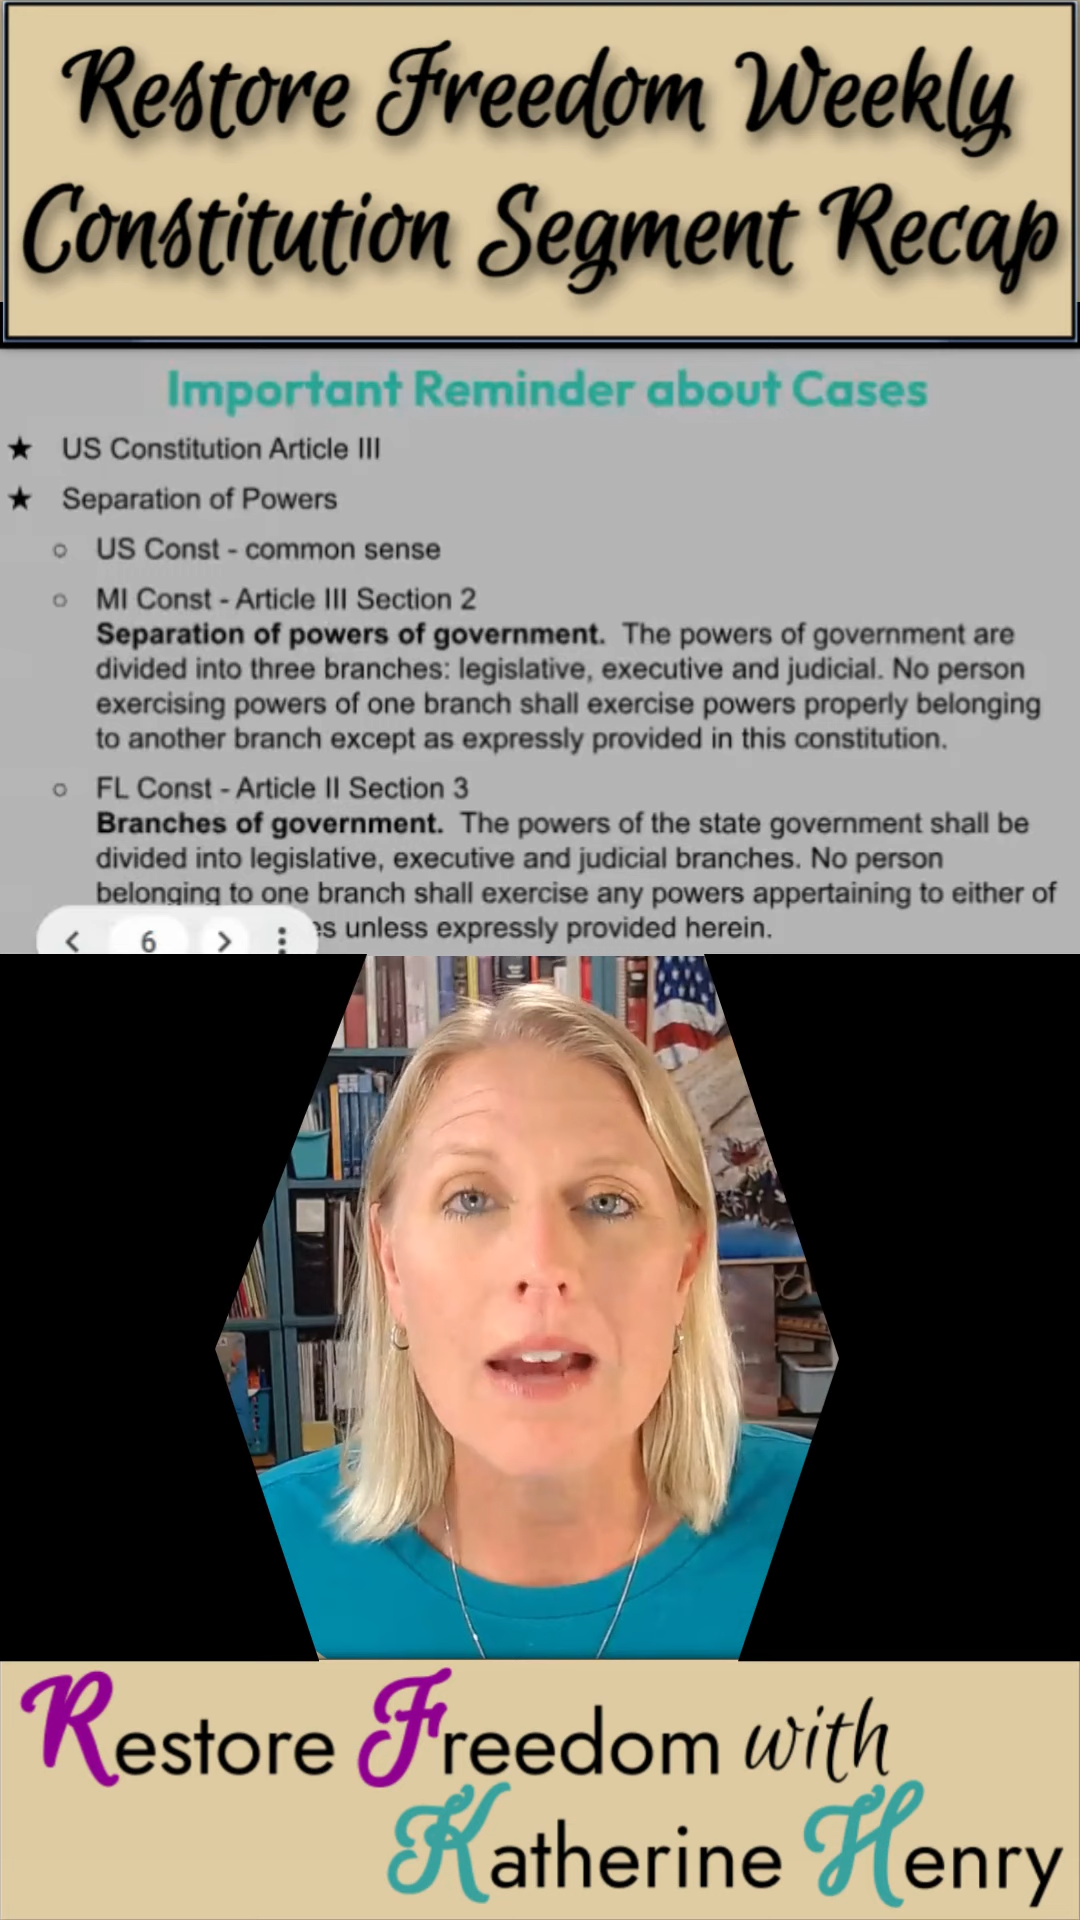 Restore Freedom Weekly
Constitution Segment Recap
Important Reminder about Cases
★ US Constitution Article III
★ Separation of Powers
○ US Const - common sense
○ MI Const - Article III Section 2
Separation of powers of government. The powers of government are
divided into three branches: legislative, executive and judicial. No person
exercising powers of one branch shall exercise powers properly belonging
to another branch except as expressly provided in this constitution.
○ FL Const - Article II Section 3
Branches of government. The powers of the state government shall be
divided into legislative, executive and judicial branches. No person
belonging to one branch shall exercise any powers appertaining to either of
es unless expressly provided herein.
6
Restore Freedom with
Katherine Henry